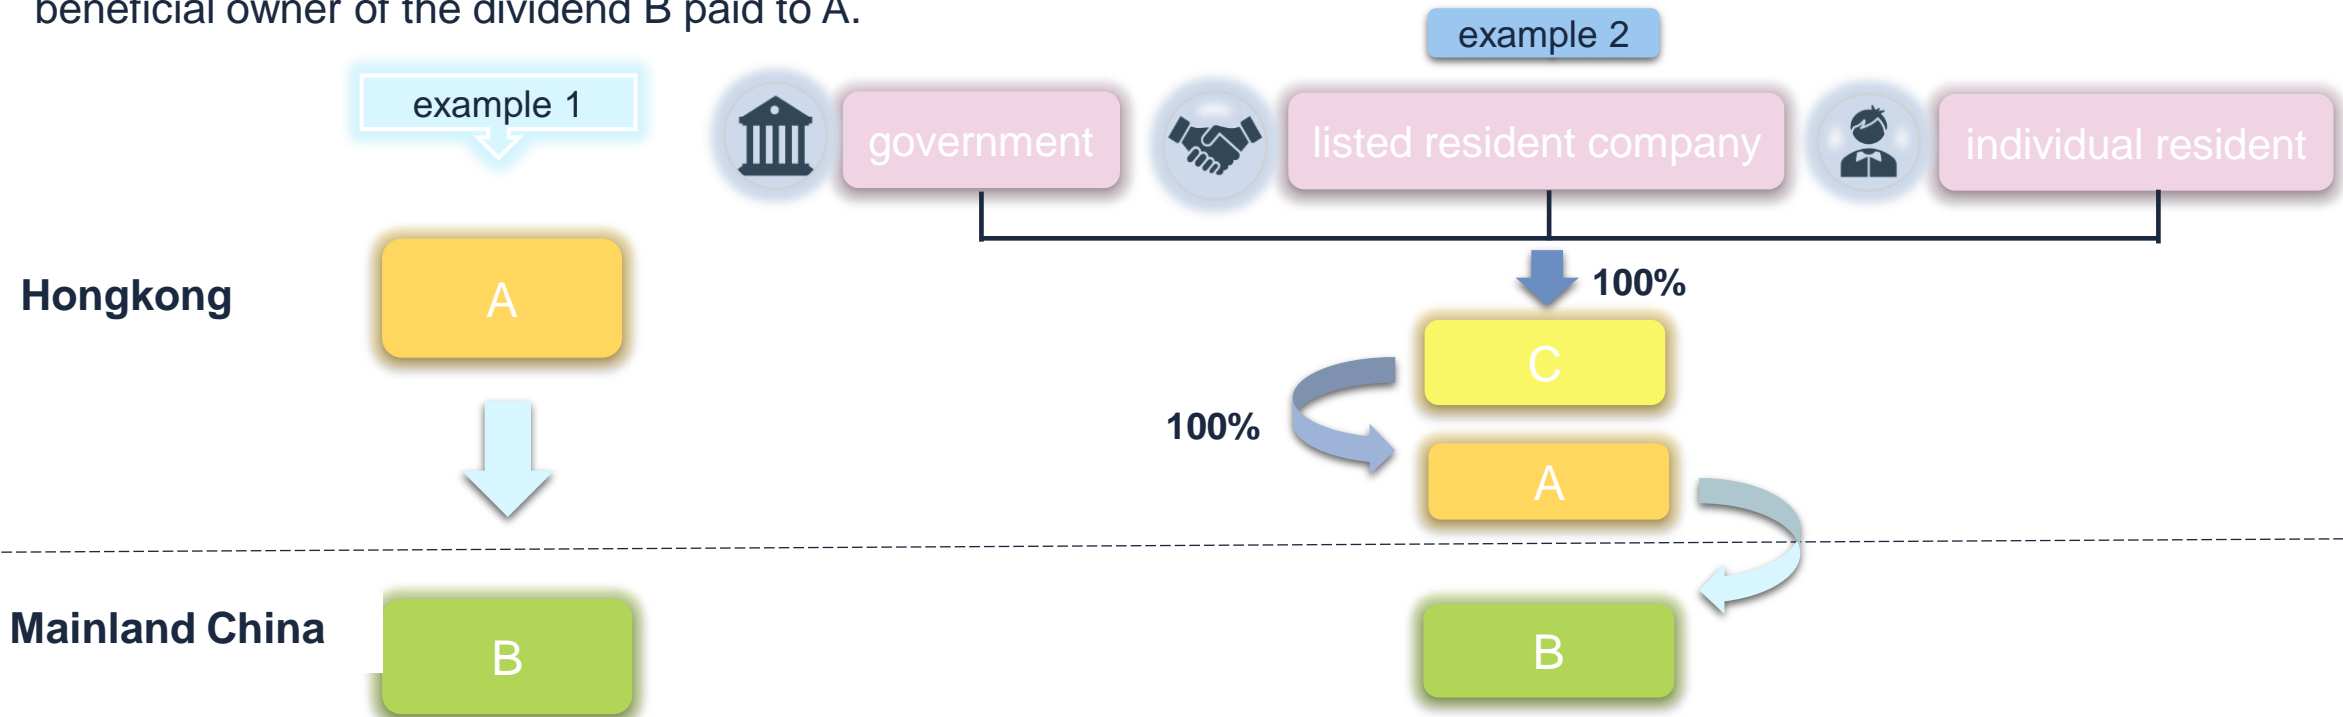 beneficial owner of the dividend B paid to A.
example 2
example 1
government
listed resident company
individual resident
Hongkong
A
100%
C
100%
A
Mainland China
B
B